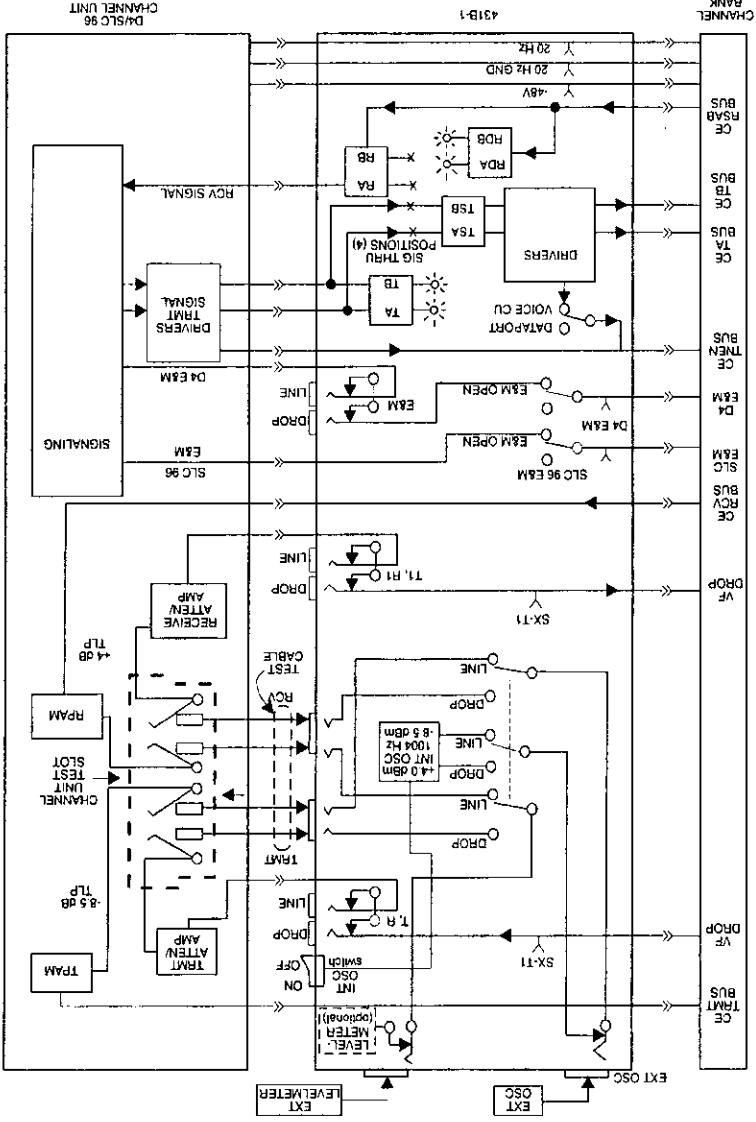 CHANNEL
BANK
431B-1
D4/SLC 96
CHANNEL UNIT
20 Hz
20 Hz GND
-48V
CE
RSAB
BUS
RDB
RDA
RB
RA
RCV SIGNAL
CE
TB
BUS
CE
TA
BUS
DRIVERS
TSB
TSA
SIG THRU
POSITIONS (4)
TB
TA
DRIVERS
TRMT
SIGNAL
SIGNALING
VOICE CU
DATAPORT
CE
TNEN
BUS
D4 E&M
D4
E&M
D4 E&M
E&M OPEN
E&M
LINE
DROP
SLC
E&M
SLC 96 E&M
E&M OPEN
SLC 96
E&M
CE
RCV
BUS
VF
DROP
SX-T1
T1, R1
LINE
DROP
RECEIVE
ATTEN/
AMP
+4 dB
TLP
RPAM
RCV
TEST
CABLE
CHANNEL
UNIT
TEST
SLOT
LINE
DROP
LINE
DROP
LINE
DROP
+4.0 dBm
INT OSC
1004 Hz
-8.5 dBm
TRMT
-8.5 dB
TLP
VF
DROP
SX-T1
T, R
LINE
DROP
TRMT
ATTEN/
AMP
TPAM
INT
OSC
switch
OFF
ON
CE
TRMT
BUS
LEVEL-
METER
(optional)
EXT OSC
EXT
OSC
EXT
LEVELMETER